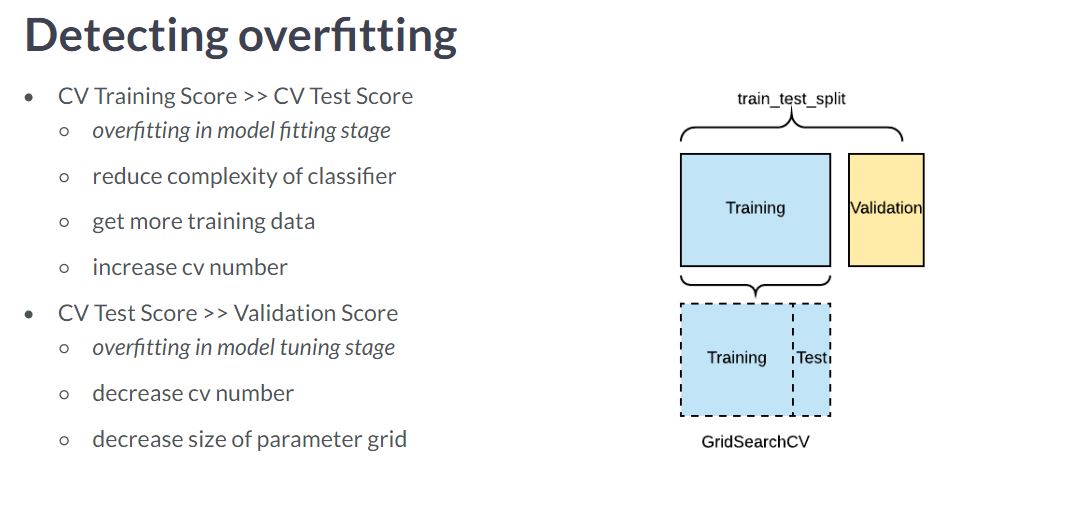 Detecting overfitting
• CV Training Score >> CV Test Score
○ overfitting in model fitting stage
○ reduce complexity of classifier
○ get more training data
○ increase cv number
• CV Test Score >> Validation Score
○ overfitting in model tuning stage
○ decrease cv number
○ decrease size of parameter grid
train_test_split
Training
Validation
Training
Test
GridSearchCV